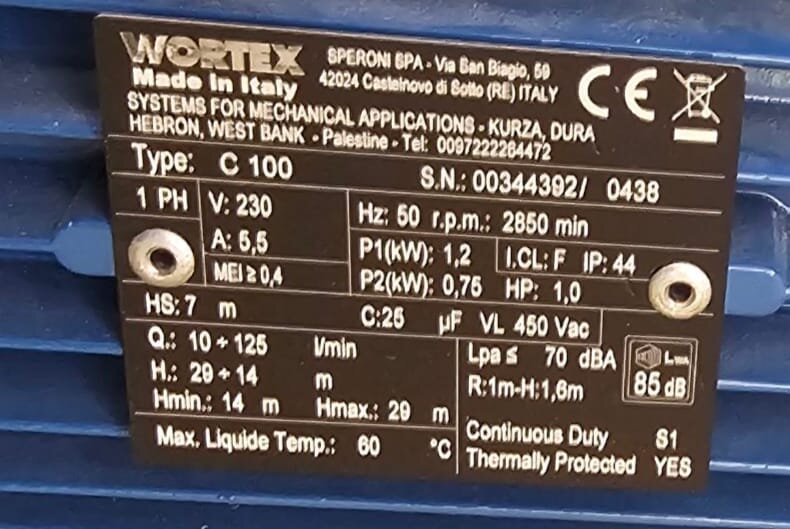 WORTEX
Made In Italy
SPERONI SPA - Via San Biagio, 59
42024 Castelnovo di Sotto (RE) ITALY
CE
SYSTEMS FOR MECHANICAL APPLICATIONS - KURZA, DURA
HEBRON, WEST BANK - Palestine - Tel: 0097222284472
Type: C 100
S.N.: 00344392/ 0438
1 PH
V: 230
Hz: 50 r.p.m.: 2850 min
A: 5,5
P1(kW): 1,2
I.CL: F IP: 44
MEI ≥ 0,4
P2(kW): 0,75 HP: 1,0
HS: 7 m
C:25 µF VL 450 Vac
Q.: 10 ÷ 125 l/min
Lpa ≤ 70 dBA
LWA
H.: 29 ÷ 14 m
R:1m-H:1,6m
85 dB
Hmin.: 14 m Hmax.: 29 m
Max. Liquide Temp.: 60 °C
Continuous Duty S1
Thermally Protected YES